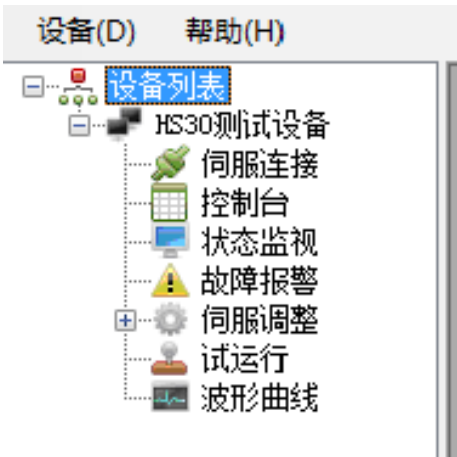 设备(D) 帮助(H)
设备列表
HS30测试设备
伺服连接
控制台
状态监视
故障报警
伺服调整
试运行
波形曲线